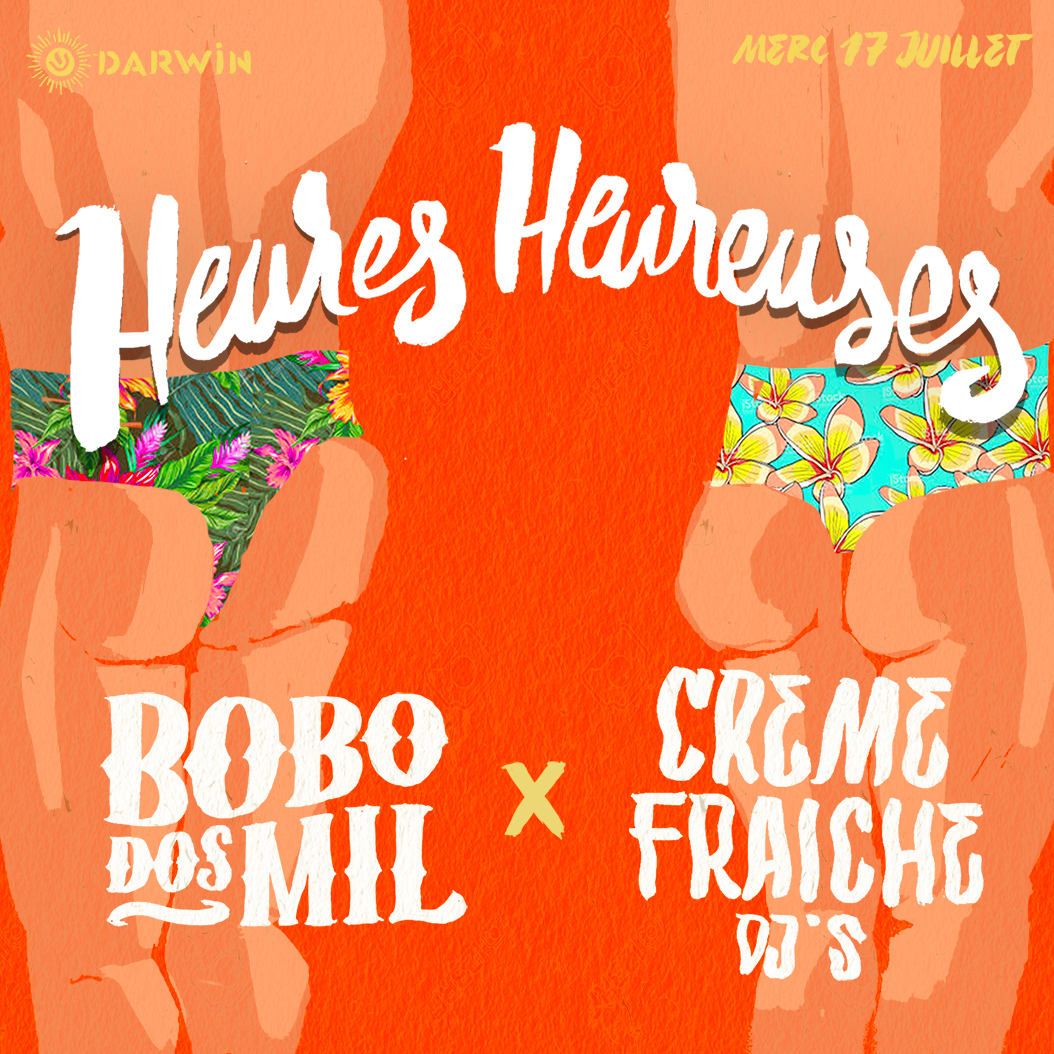 DARWIN
MERC 17 JUILLET
Heures Heureuses
BOBO
DOS MIL
X
CREME
FRAICHE
DJ'S